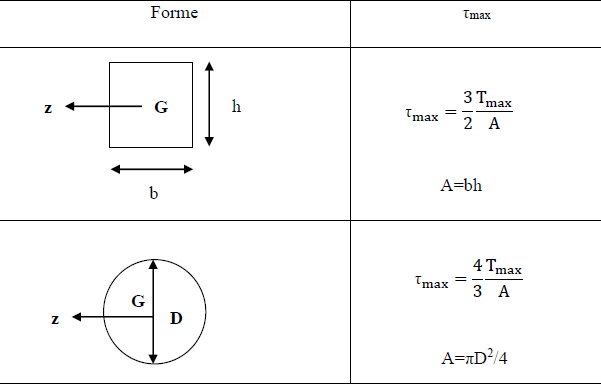 Forme τmax
z G h
b
τmax = 3/2 Tmax/A
A=bh
G
z D
τmax = 4/3 Tmax/A
A=πD²/4